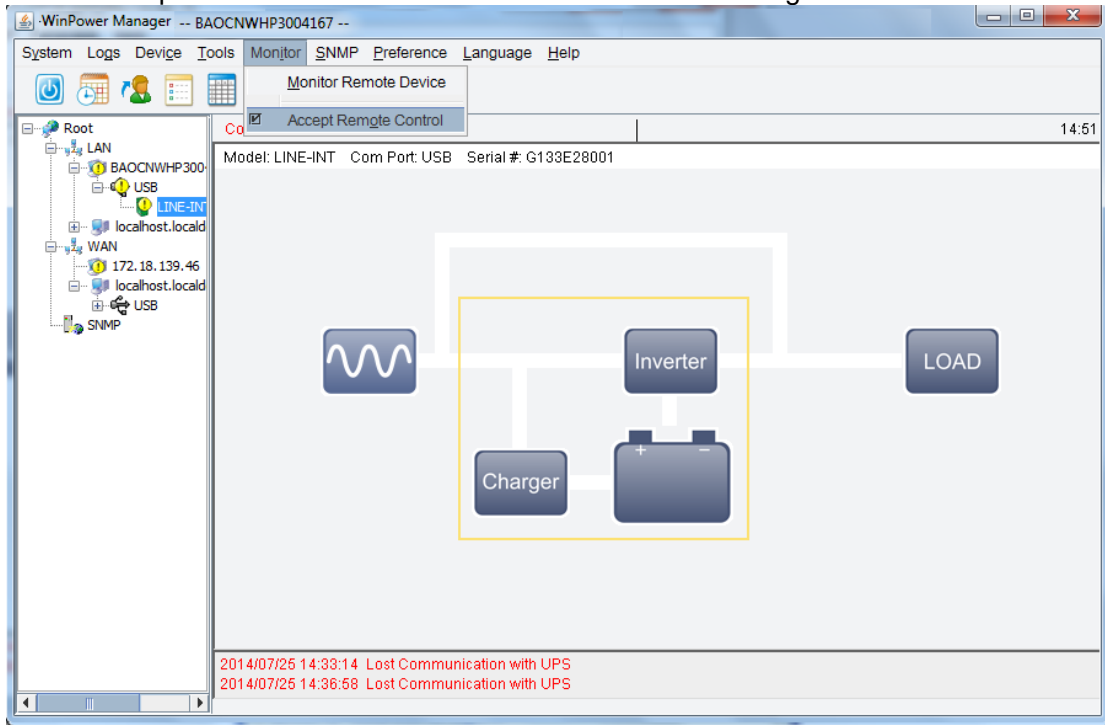 WinPower Manager -- BAOCNWHP3004167 --
System Logs Device Tools Monitor SNMP Preference Language Help
Monitor Remote Device
Accept Remote Control
Root
LAN
BAOCNWHP300
USB
LINE-IN
localhost.locald
WAN
172.18.139.46
localhost.locald
USB
SNMP
Co
14:51
Model: LINE-INT Com Port: USB Serial #: G133E28001
Inverter
LOAD
+ −
Charger
2014/07/25 14:33:14 Lost Communication with UPS
2014/07/25 14:36:58 Lost Communication with UPS